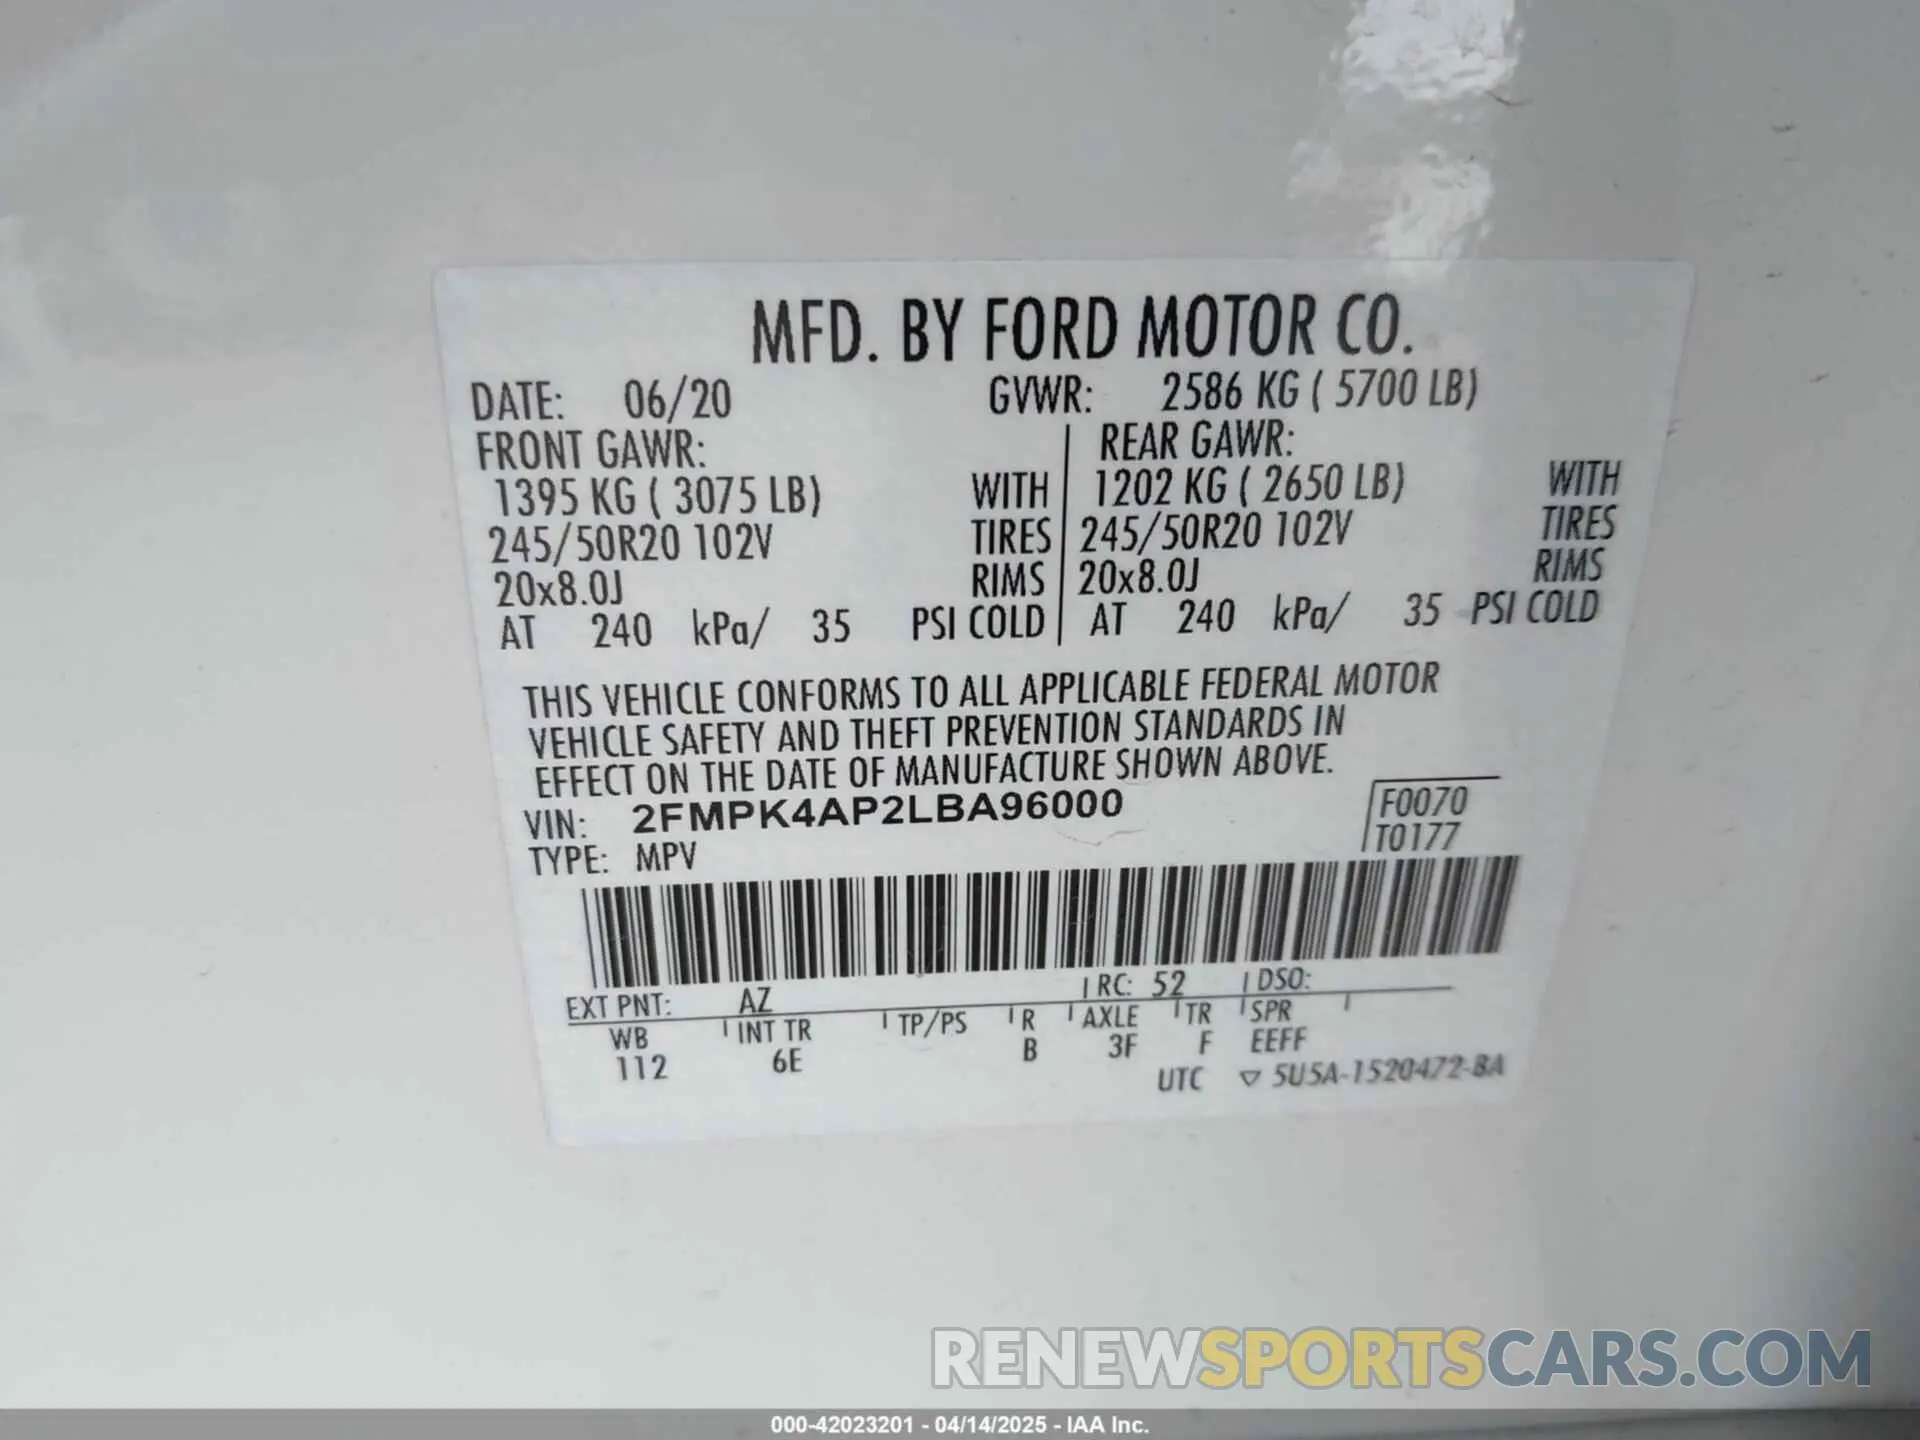 MFD. BY FORD MOTOR CO.
DATE: 06/20 GVWR: 2586 KG ( 5700 LB)
FRONT GAWR: REAR GAWR:
1395 KG ( 3075 LB) WITH 1202 KG ( 2650 LB) WITH
245/50R20 102V TIRES 245/50R20 102V TIRES
20x8.0J RIMS 20x8.0J RIMS
AT 240 kPa/ 35 PSI COLD AT 240 kPa/ 35 PSI COLD
THIS VEHICLE CONFORMS TO ALL APPLICABLE FEDERAL MOTOR
VEHICLE SAFETY AND THEFT PREVENTION STANDARDS IN
EFFECT ON THE DATE OF MANUFACTURE SHOWN ABOVE.
VIN: 2FMPK4AP2LBA96000 F0070
TYPE: MPV T0177
EXT PNT: AZ RC: 52 DSO:
WB INT TR TP/PS R AXLE TR SPR
112 6E B 3F F EEFF
UTC ▽ 5U5A-1520472-BA
RENEWSPORTSCARS.COM
000-42023201 - 04/14/2025 - IAA Inc.